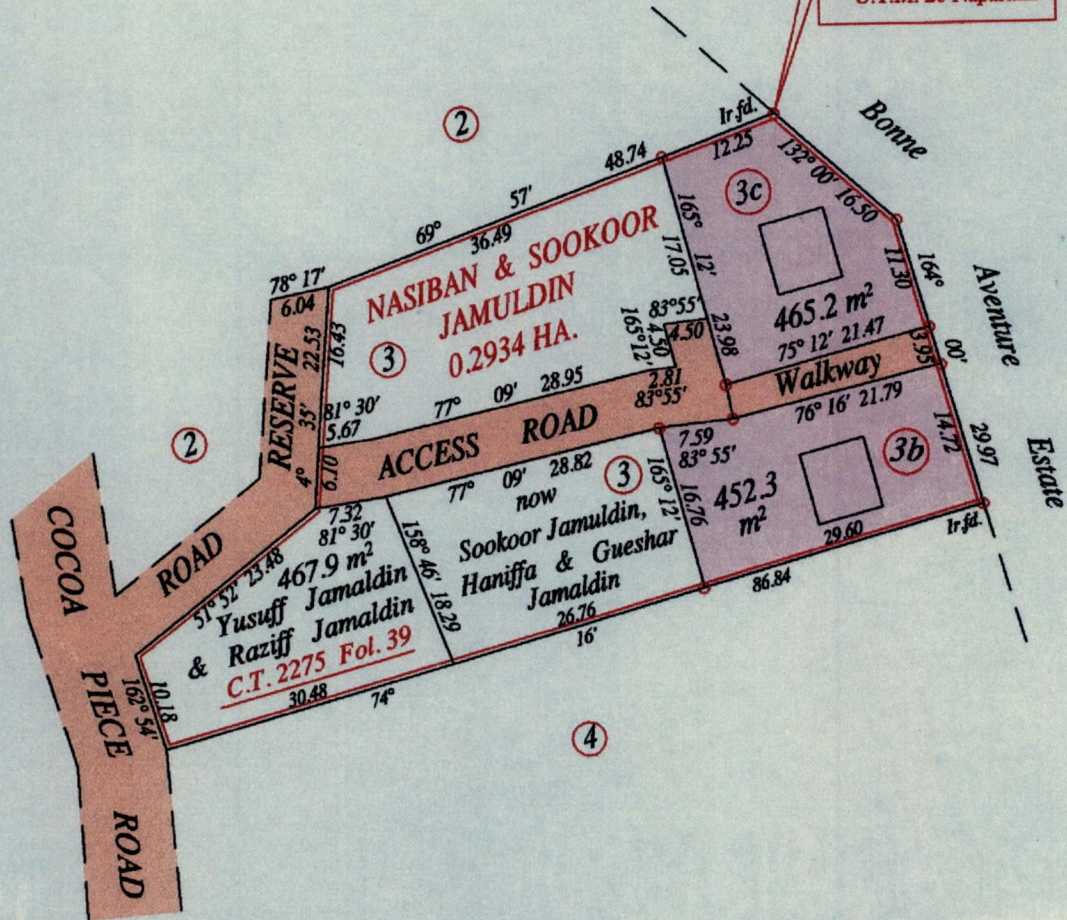 2
Ir.fd.
12.25
48.74
57'
69°
36.49
Bonne
132° 00' 16.50
3c
165° 12'
17.05
23.98
11.30
164° 00'
Aventure
Estate
78° 17'
6.04
NASIBAN & SOOKOOR
JAMULDIN
0.2934 HA.
3
83°55'
4.50
4.50
165°12'
465.2 m²
75° 12' 21.47
3.95
Walkway
76° 16' 21.79
RESERVE
4° 35' 22.53
16.43
81° 30'
5.67
77° 09' 28.95
2.81
83°55'
ACCESS ROAD
6.10
77° 09' 28.82
7.59
83° 55'
14.72
29.97
3b
452.3
m²
165° 12'
16.76
29.60
Ir.fd.
86.84
2
3
now
Sookoor Jamuldin,
Haniffa & Gueshar
Jamaldin
26.76
16'
7.32
81° 30'
158° 46' 18.29
467.9 m²
Yusuff Jamaldin
& Raziff Jamaldin
C.T. 2275 Fol. 39
51° 52' 23.48
ROAD
30.48
74°
10.18
162° 54'
COCOA
PIECE
ROAD
4